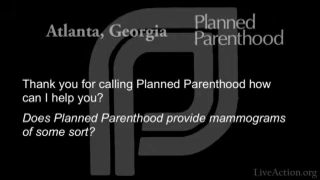 Atlanta, Georgia
Planned
Parenthood
Thank you for calling Planned Parenthood how
can I help you?
Does Planned Parenthood provide mammograms
of some sort?
LiveAction.org